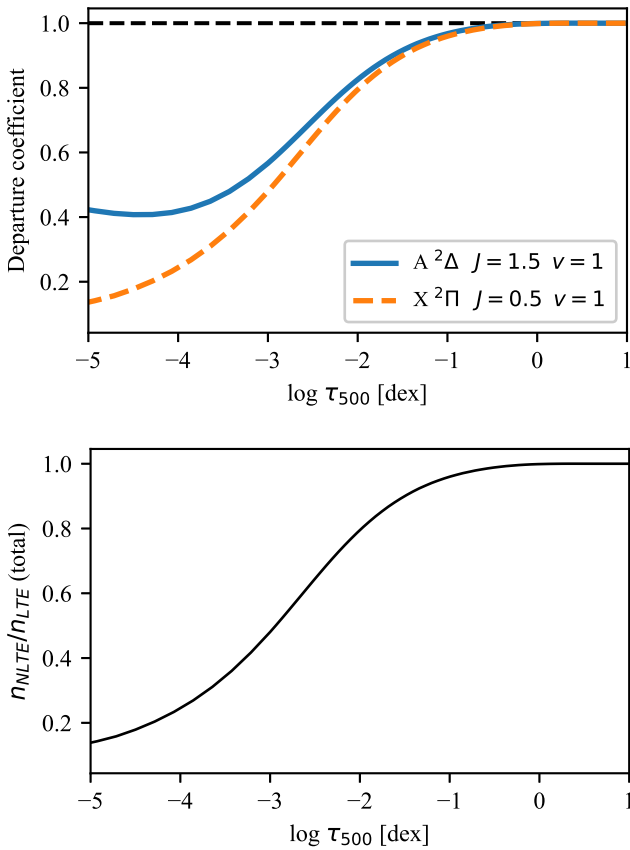 Departure coefficient
1.0
0.8
0.6
0.4
0.2
A ²Δ J = 1.5 v = 1
X ²Π J = 0.5 v = 1
−5 −4 −3 −2 −1 0 1
log τ₅₀₀ [dex]
n_NLTE/n_LTE (total)
1.0
0.8
0.6
0.4
0.2
−5 −4 −3 −2 −1 0 1
log τ₅₀₀ [dex]